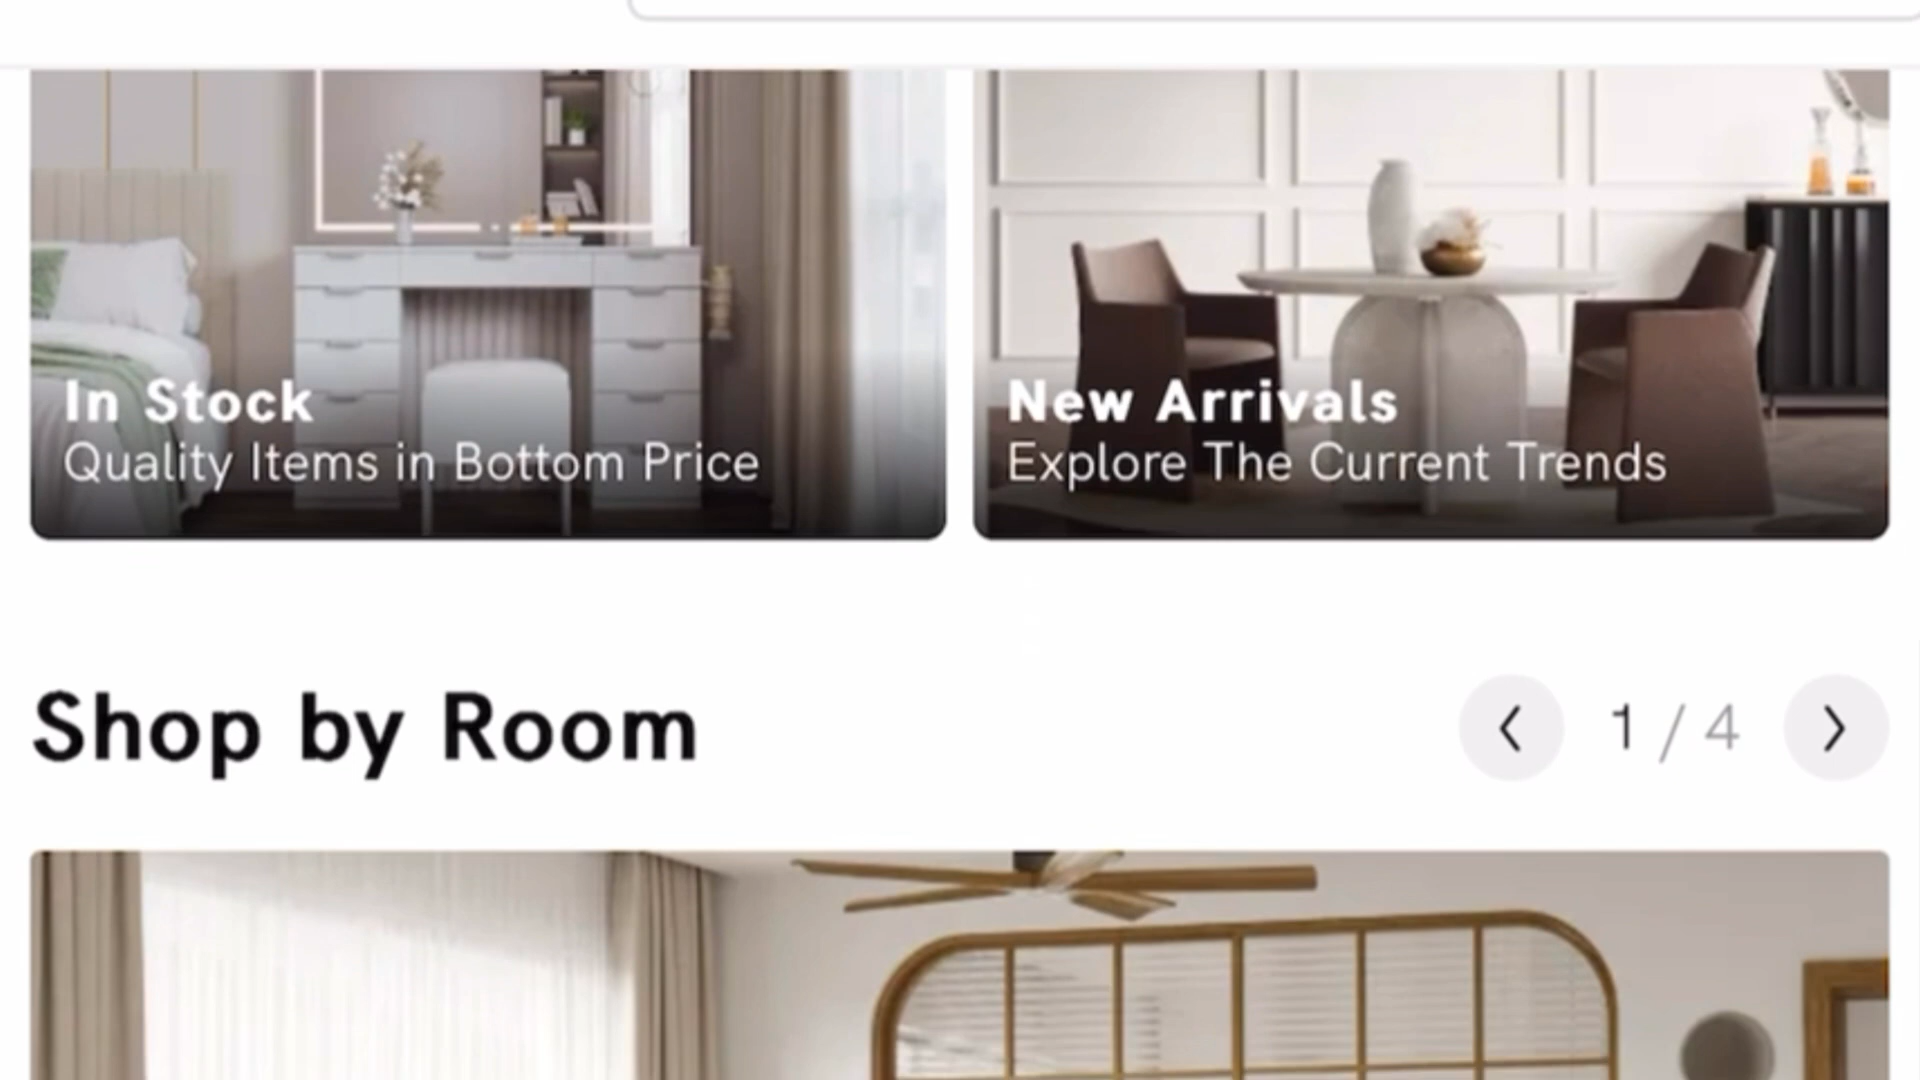 In Stock
Quality Items in Bottom Price
New Arrivals
Explore The Current Trends
Shop by Room
1 / 4